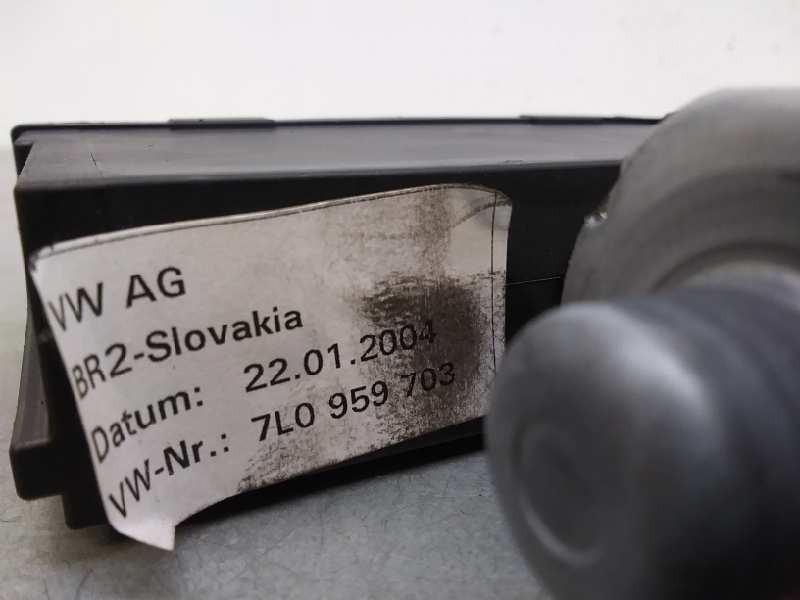 VW AG
BR2-Slovakia
Datum: 22.01.2004
VW-Nr.: 7L0 959 703